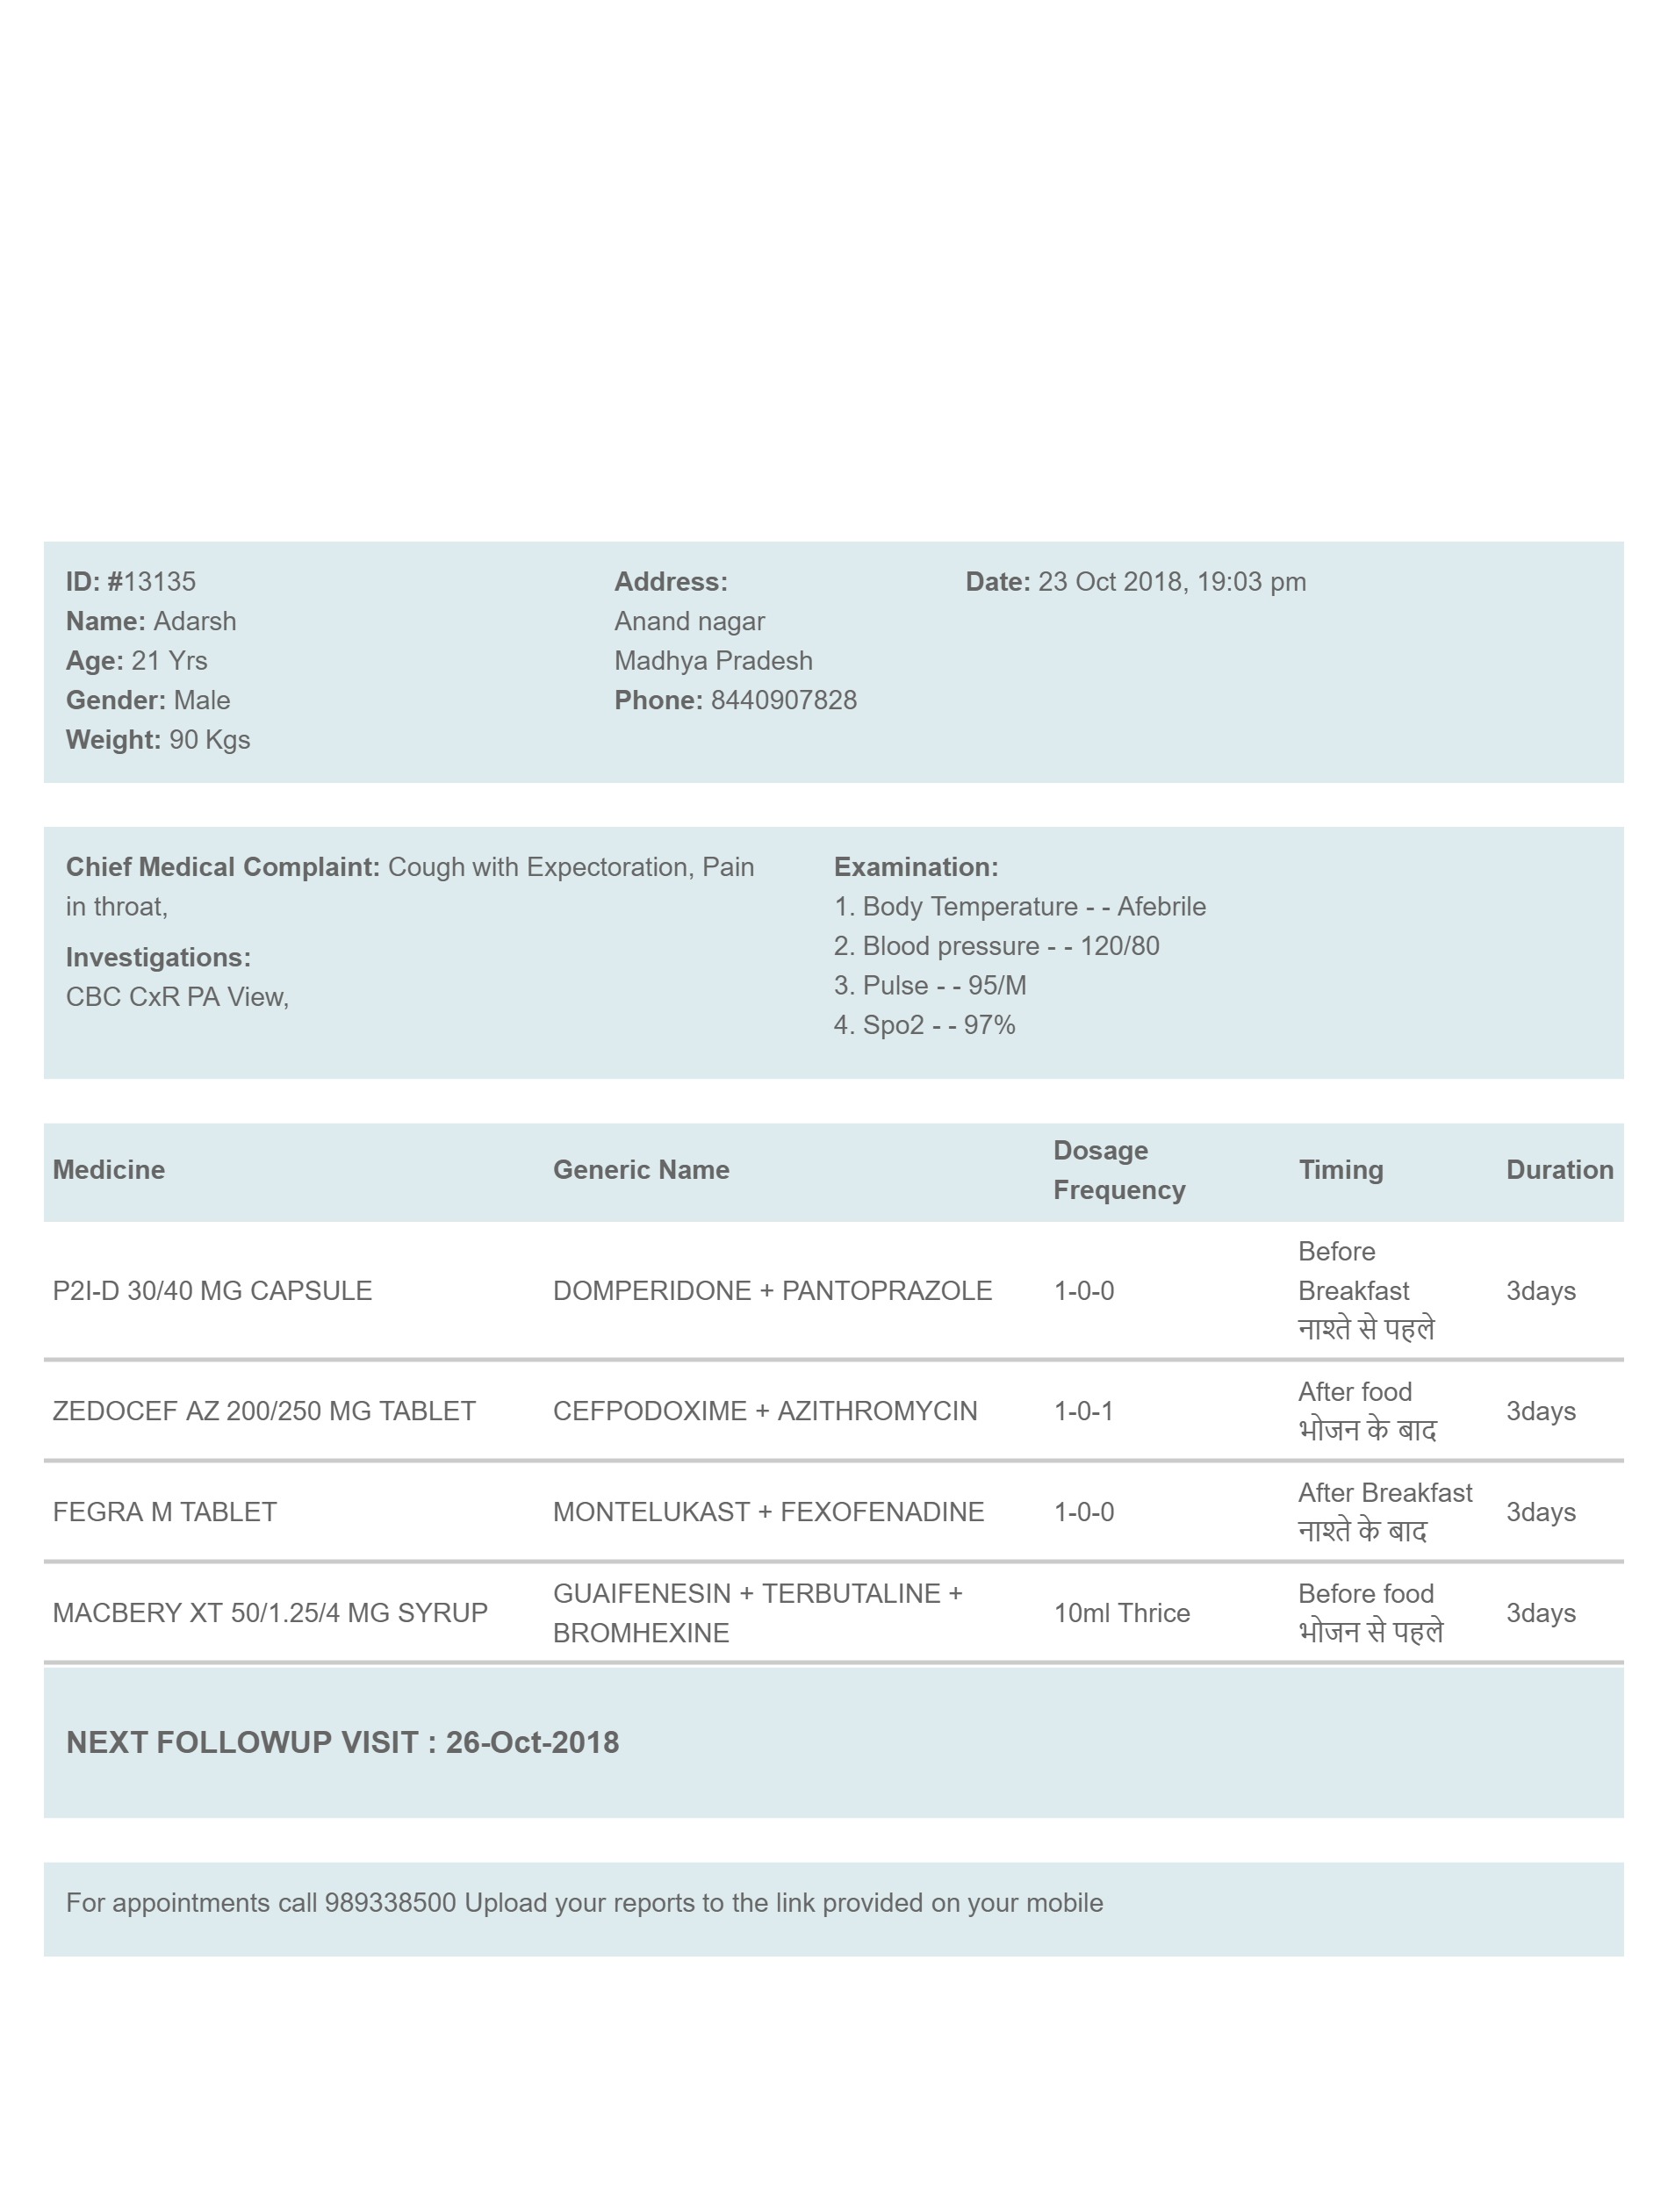 ID: #13135
Name: Adarsh
Age: 21 Yrs
Gender: Male
Weight: 90 Kgs
Address:
Anand nagar
Madhya Pradesh
Phone: 8440907828
Date: 23 Oct 2018, 19:03 pm
Chief Medical Complaint: Cough with Expectoration, Pain
in throat,
Investigations:
CBC CxR PA View,
Examination:
1. Body Temperature - - Afebrile
2. Blood pressure - - 120/80
3. Pulse - - 95/M
4. Spo2 - - 97%
Medicine
Generic Name
Dosage
Frequency
Timing
Duration
P2I-D 30/40 MG CAPSULE
DOMPERIDONE + PANTOPRAZOLE
1-0-0
Before
Breakfast
नाश्ते से पहले
3days
ZEDOCEF AZ 200/250 MG TABLET
CEFPODOXIME + AZITHROMYCIN
1-0-1
After food
भोजन के बाद
3days
FEGRA M TABLET
MONTELUKAST + FEXOFENADINE
1-0-0
After Breakfast
नाश्ते के बाद
3days
MACBERY XT 50/1.25/4 MG SYRUP
GUAIFENESIN + TERBUTALINE +
BROMHEXINE
10ml Thrice
Before food
भोजन से पहले
3days
NEXT FOLLOWUP VISIT : 26-Oct-2018
For appointments call 989338500 Upload your reports to the link provided on your mobile